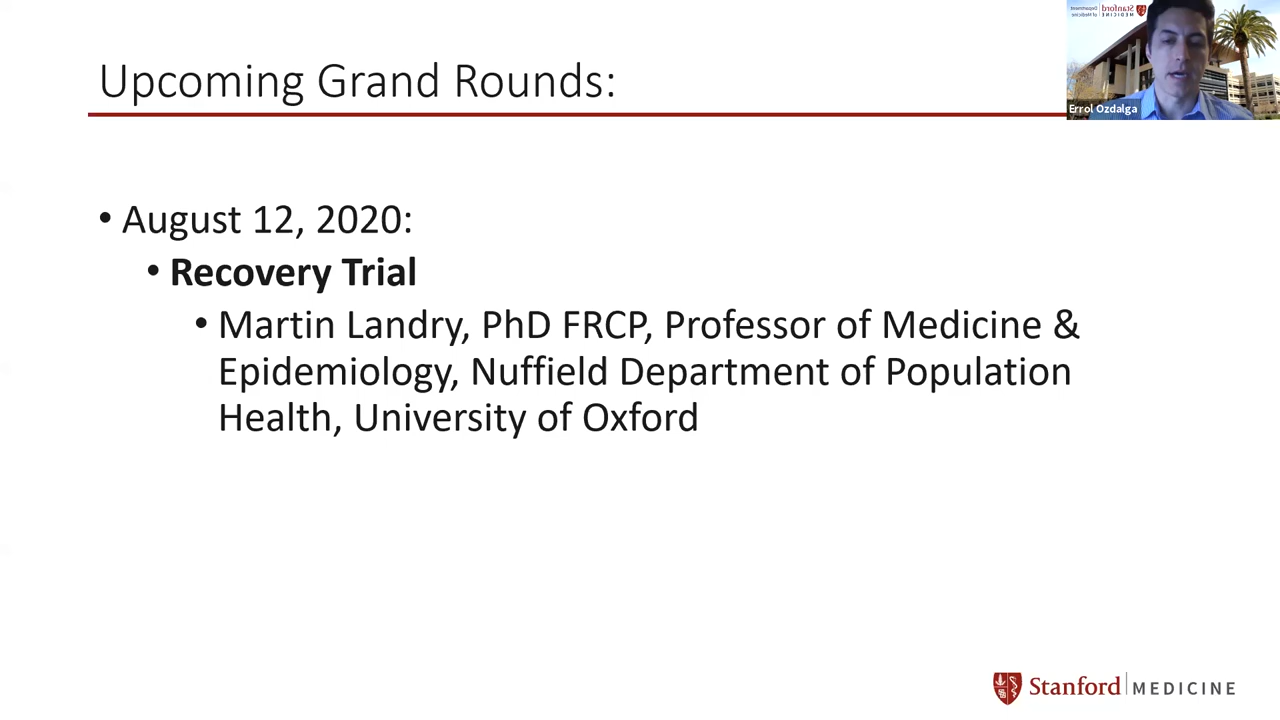 Upcoming Grand Rounds:
Errol Ozdalga
• August 12, 2020:
• Recovery Trial
• Martin Landry, PhD FRCP, Professor of Medicine &
Epidemiology, Nuffield Department of Population
Health, University of Oxford
Stanford MEDICINE